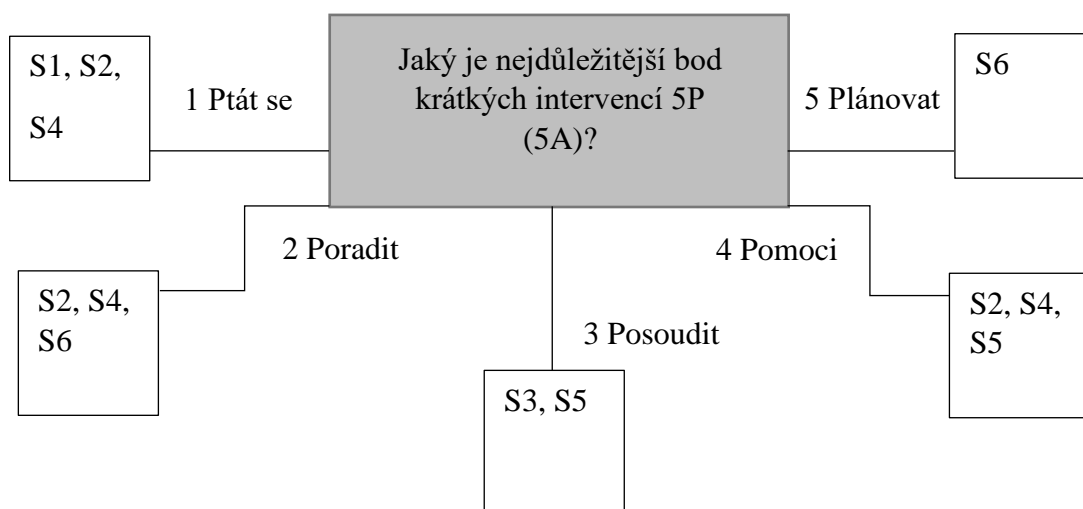 S1, S2,
S4
1 Ptát se
Jaký je nejdůležitější bod
krátkých intervencí 5P
(5A)?
5 Plánovat
S6
2 Poradit
4 Pomoci
S2, S4,
S6
3 Posoudit
S2, S4,
S5
S3, S5